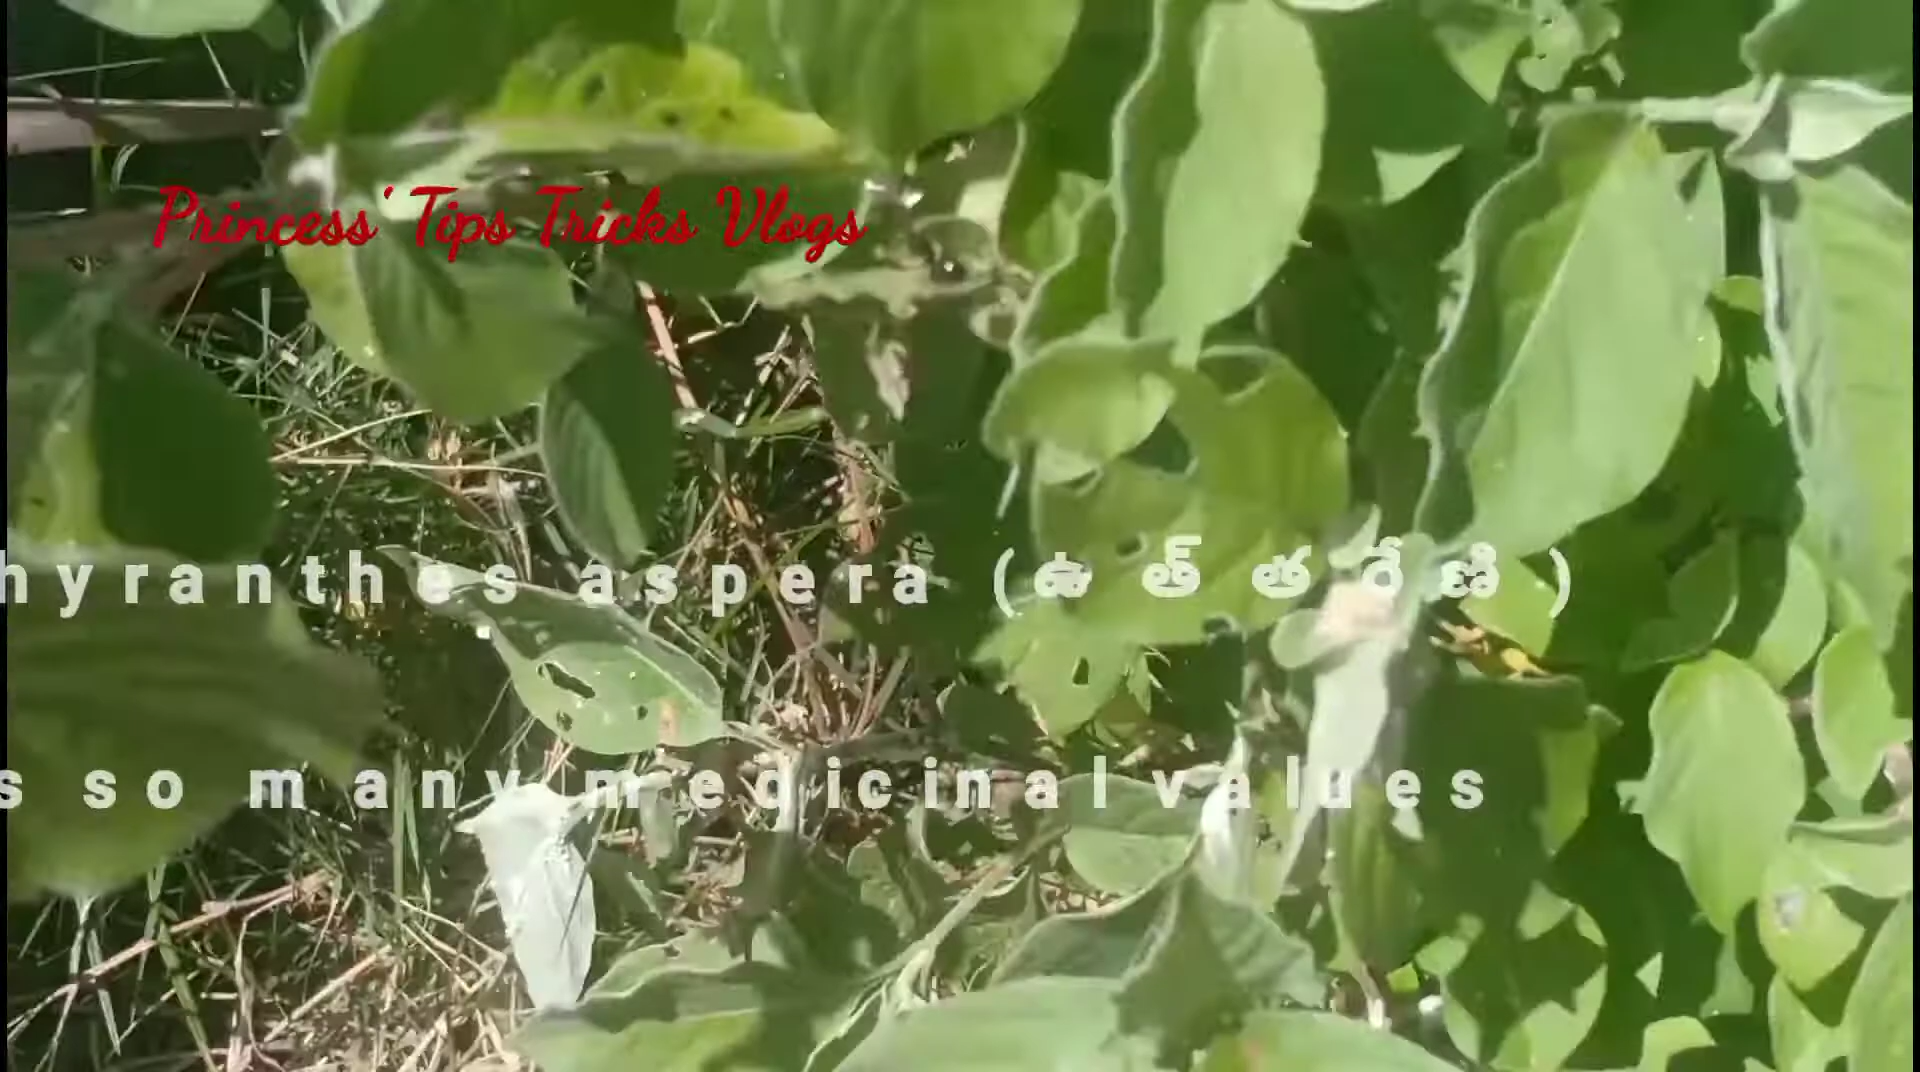 Princess' Tips Tricks Vlogs
hyranthes aspera (ఉత్తరేణి)
s so many medicinal values